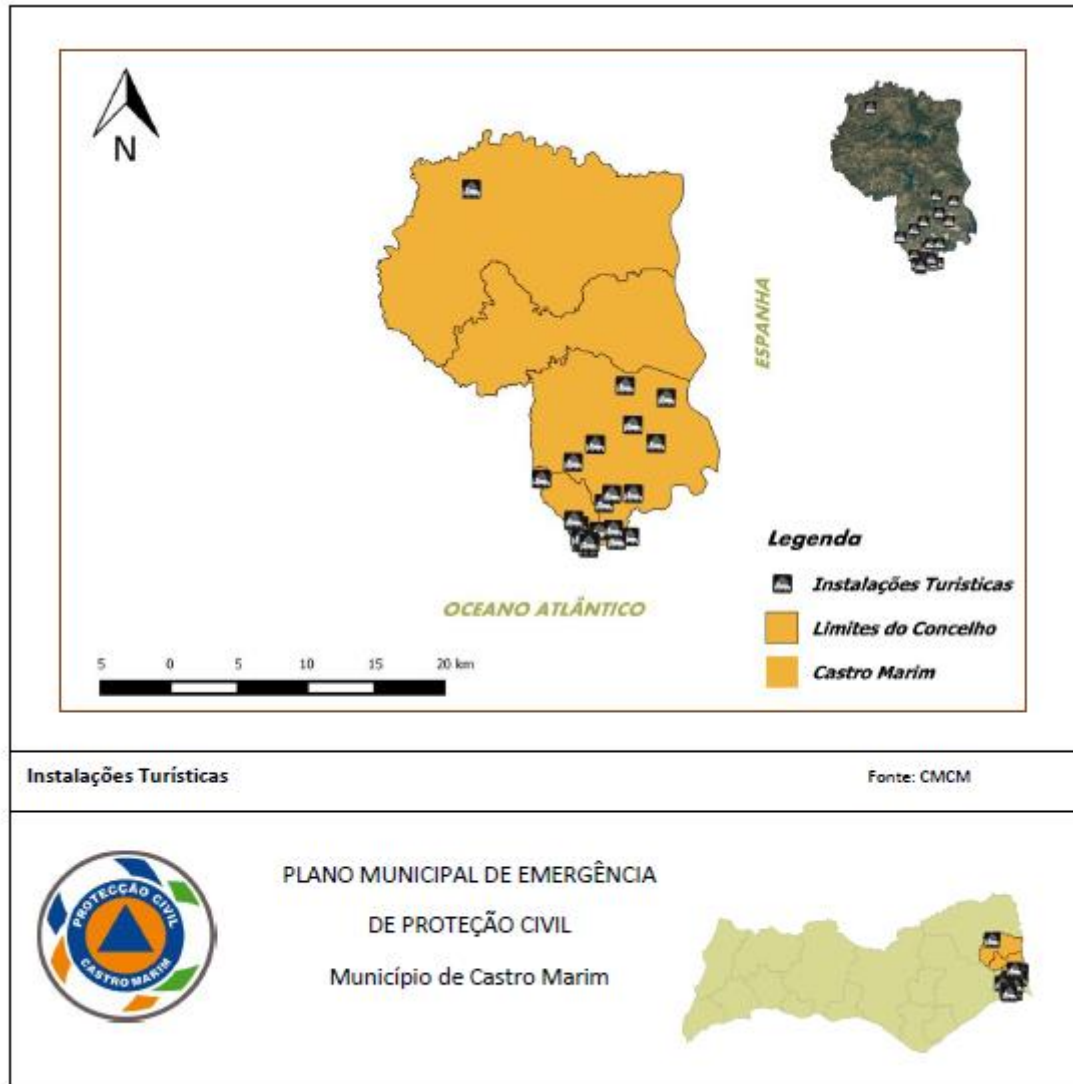 N
ESPANHA
OCEANO ATLÂNTICO
Legenda
Instalações Turísticas
Limites do Concelho
Castro Marim
5 0 5 10 15 20 km
Instalações Turísticas
Fonte: CMCM
PROTECÇÃO CIVIL
CASTRO MARIM
PLANO MUNICIPAL DE EMERGÊNCIA
DE PROTEÇÃO CIVIL
Município de Castro Marim